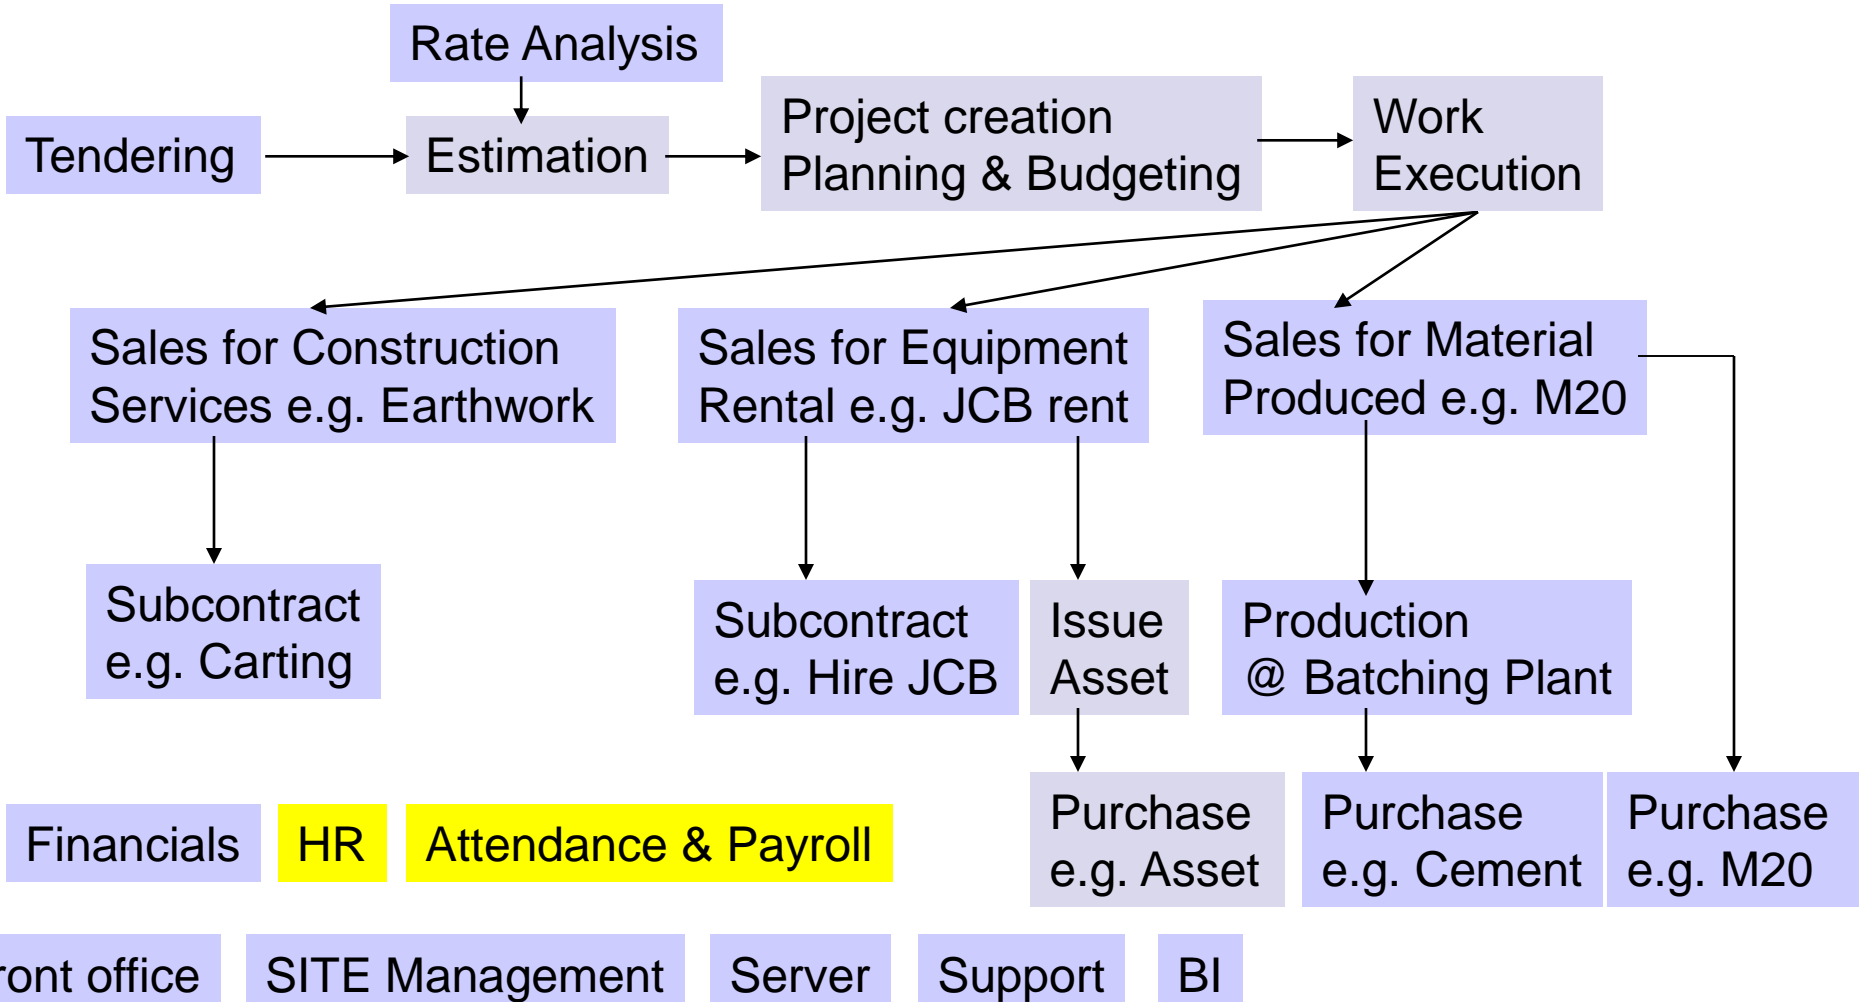 Rate Analysis
Tendering
Estimation
Project creation
Planning & Budgeting
Work
Execution
Sales for Construction
Services e.g. Earthwork
Sales for Equipment
Rental e.g. JCB rent
Sales for Material
Produced e.g. M20
Subcontract
e.g. Carting
Subcontract
e.g. Hire JCB
Issue
Asset
Production
@ Batching Plant
Purchase
e.g. Asset
Purchase
e.g. Cement
Purchase
e.g. M20
Financials
HR
Attendance & Payroll
ront office
SITE Management
Server
Support
BI